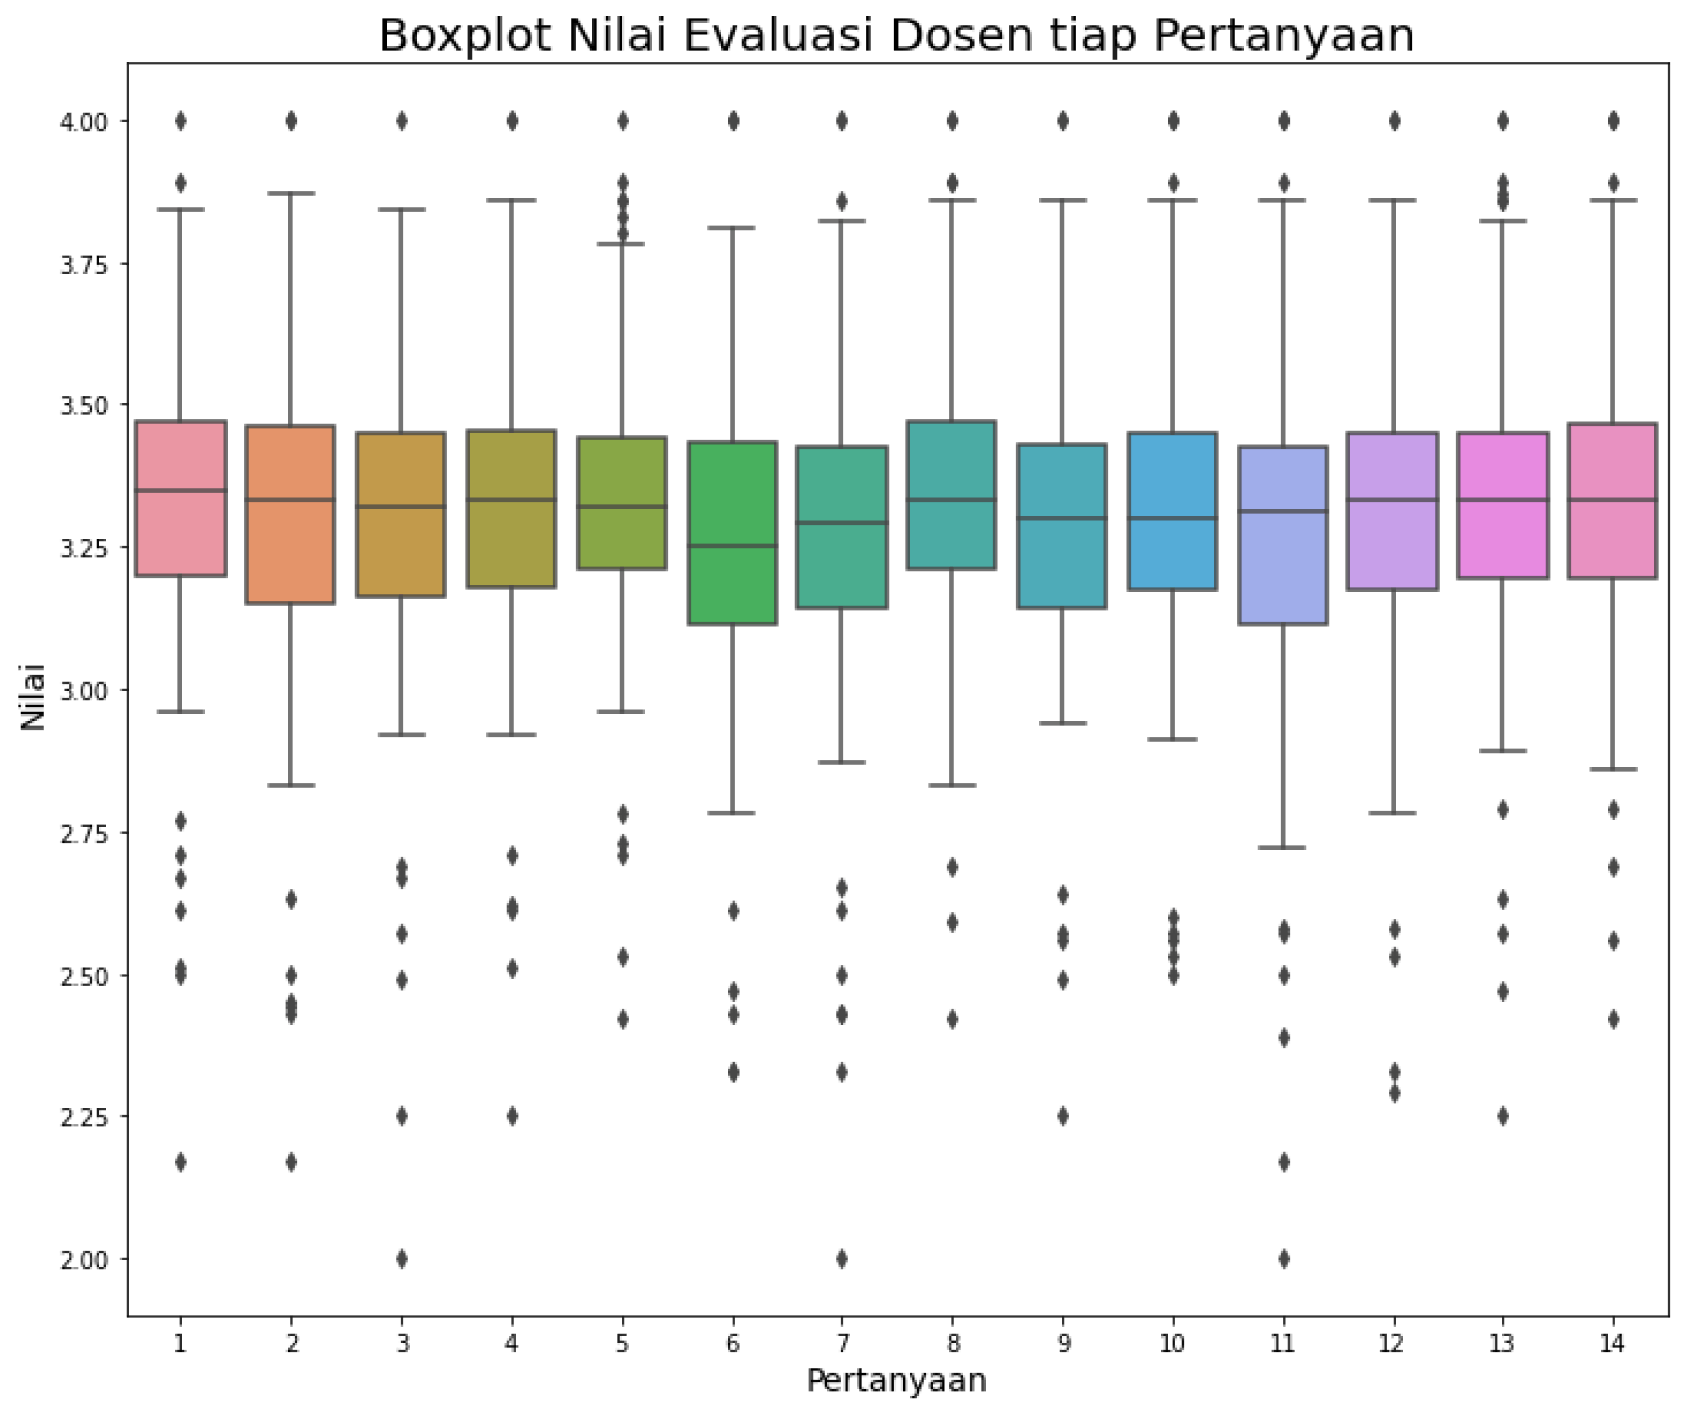 Boxplot Nilai Evaluasi Dosen tiap Pertanyaan
Nilai
4.00
3.75
3.50
3.25
3.00
2.75
2.50
2.25
2.00
1 2 3 4 5 6 7 8 9 10 11 12 13 14
Pertanyaan